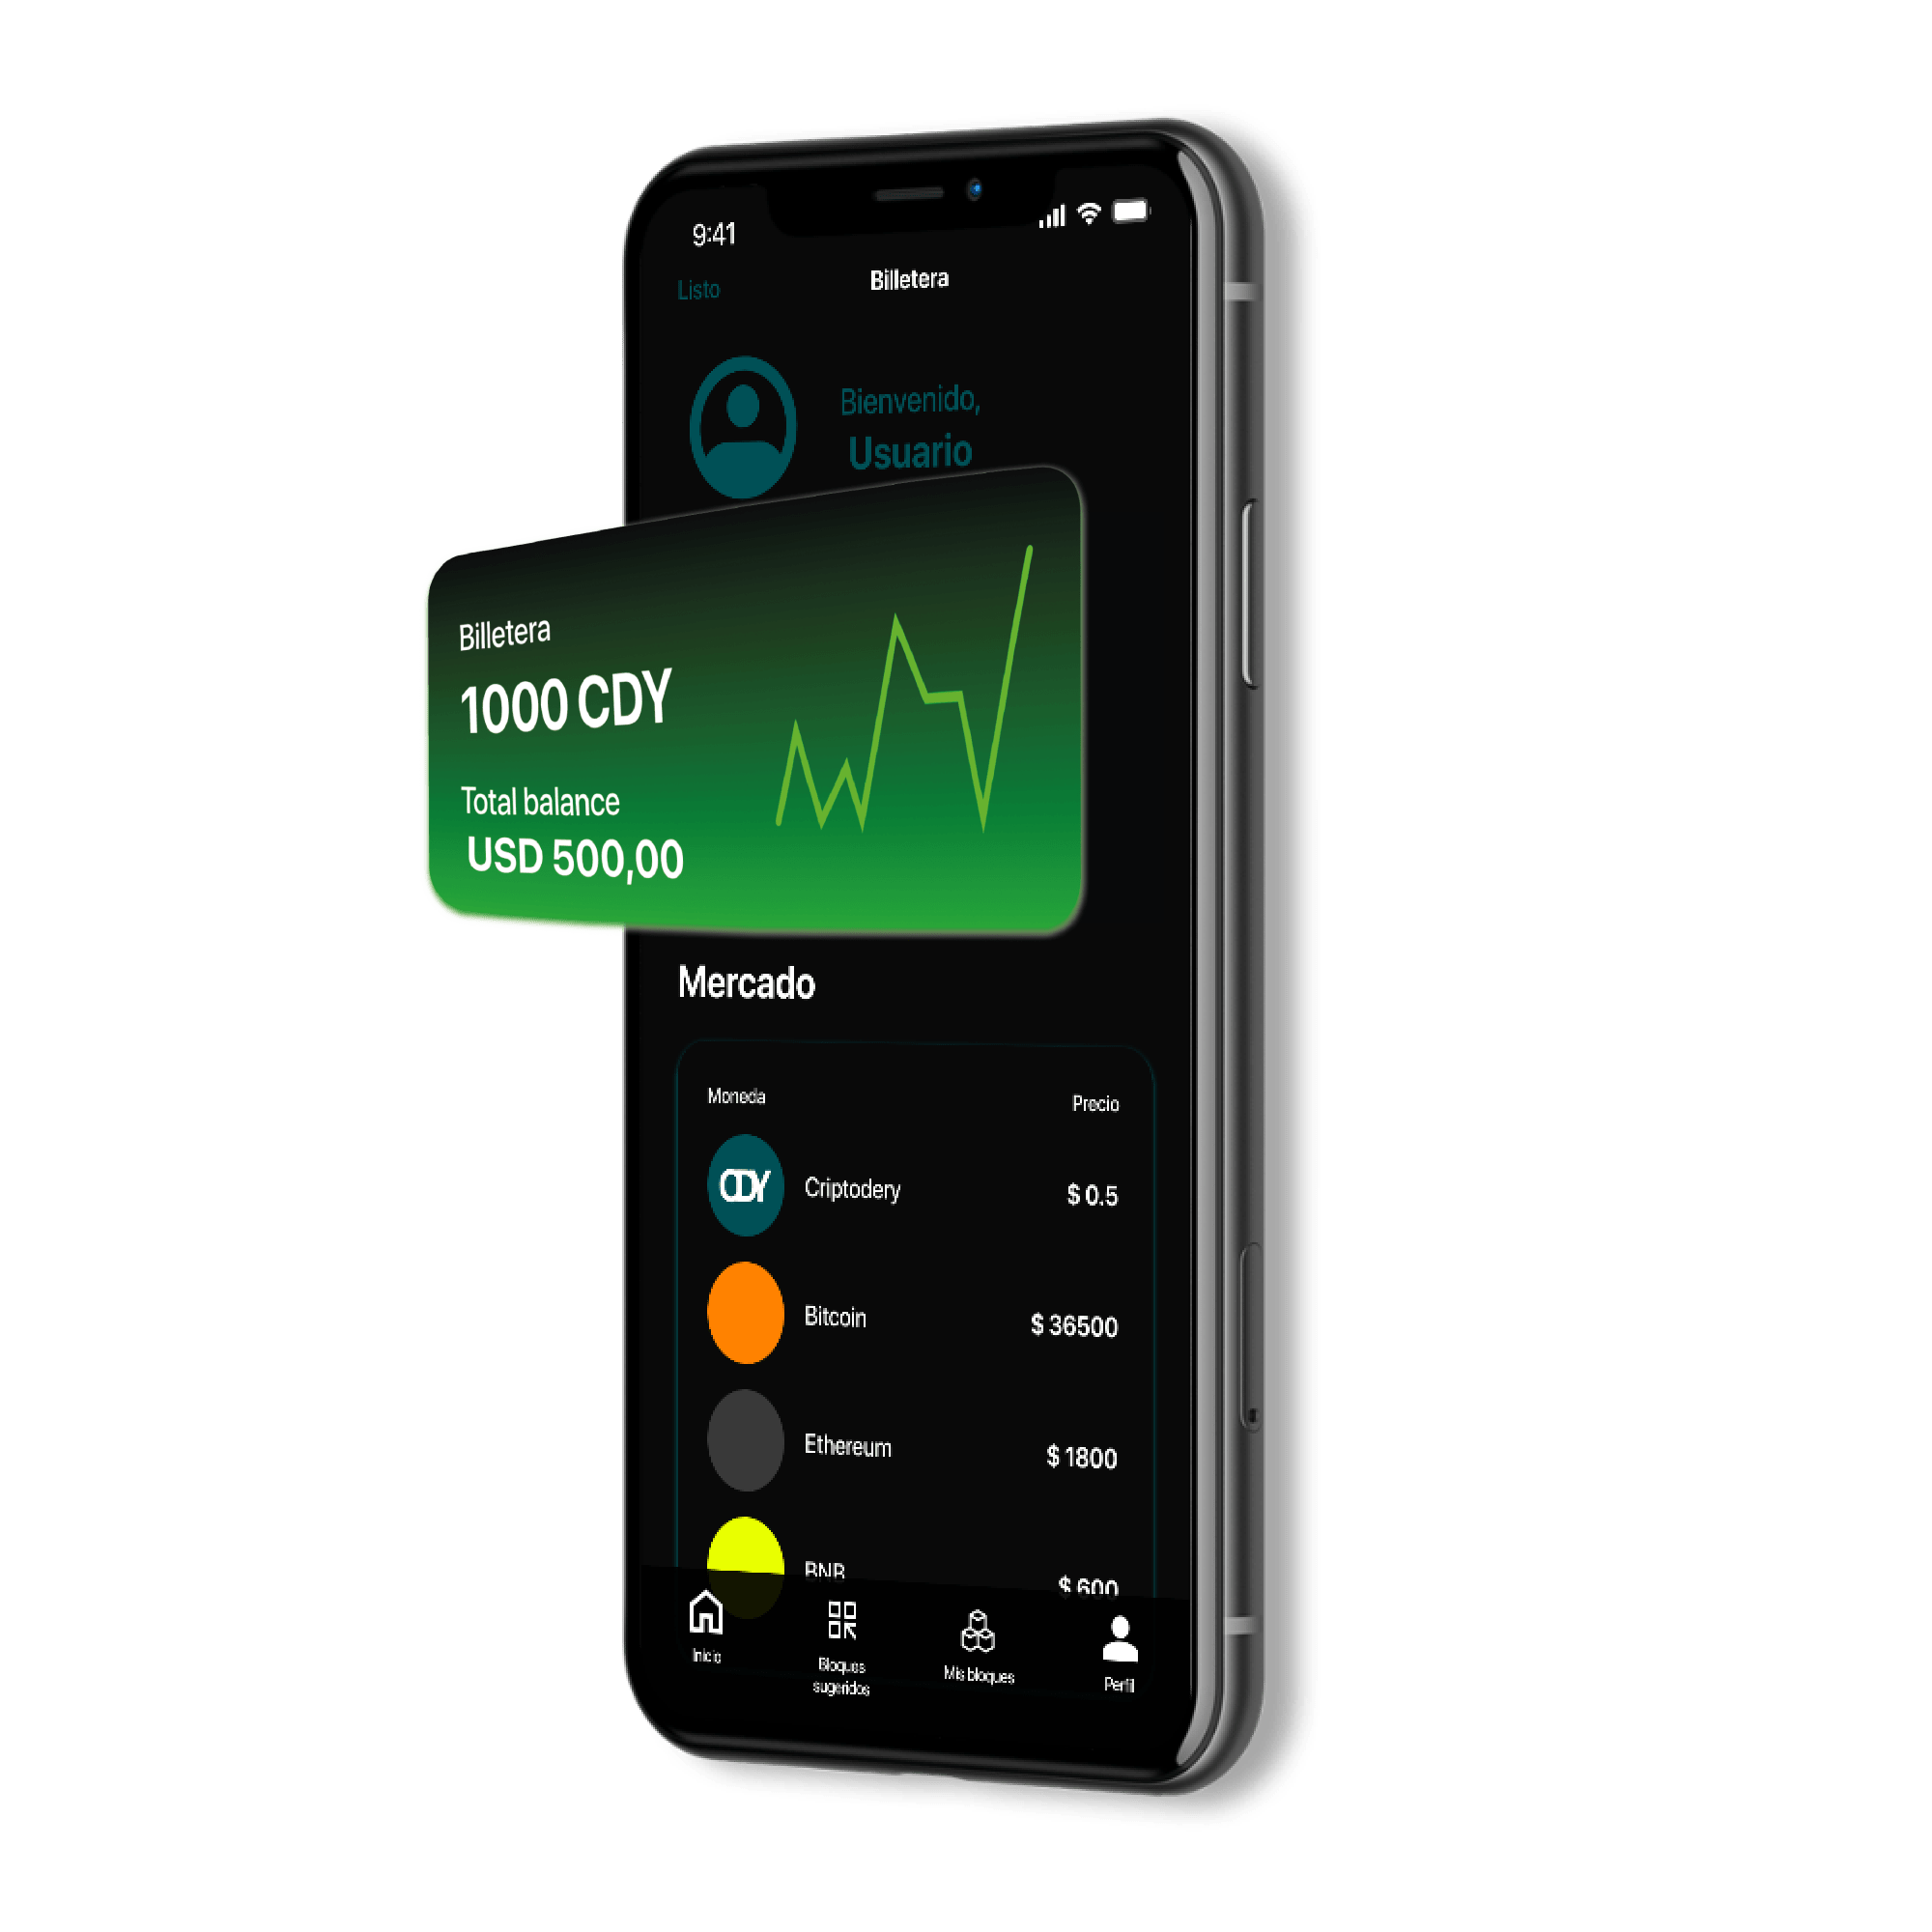 9:41
Listo
Billetera
Bienvenido,
Usuario
Billetera
1000 CDY
Total balance
USD 500,00
Mercado
Moneda
Precio
CDY
Criptodery
$ 0.5
Bitcoin
$ 36500
Ethereum
$ 1800
BNB
$ 600
Inicio
Bloques
sugeridos
Mis bloques
Perfil